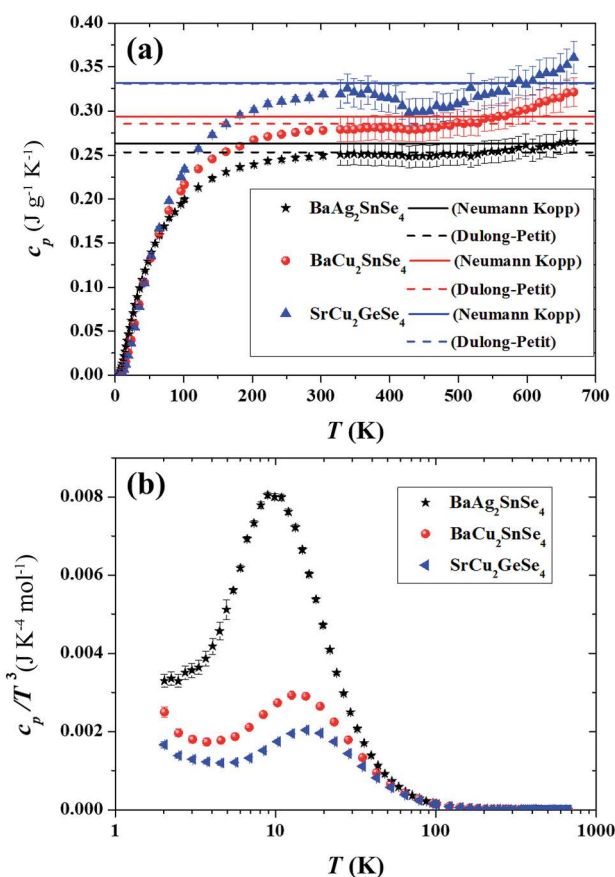 (a)
0.40
0.35
0.30
0.25
0.20
0.15
0.10
0.05
0.00
c_p (J g⁻¹ K⁻¹)
BaAg₂SnSe₄ (Neumann Kopp)
(Dulong-Petit)
BaCu₂SnSe₄ (Neumann Kopp)
(Dulong-Petit)
SrCu₂GeSe₄ (Neumann Kopp)
(Dulong-Petit)
0 100 200 300 400 500 600 700
T (K)
(b)
0.008
0.006
0.004
0.002
0.000
c_p/T³ (J K⁻⁴ mol⁻¹)
BaAg₂SnSe₄
BaCu₂SnSe₄
SrCu₂GeSe₄
1 10 100 1000
T (K)